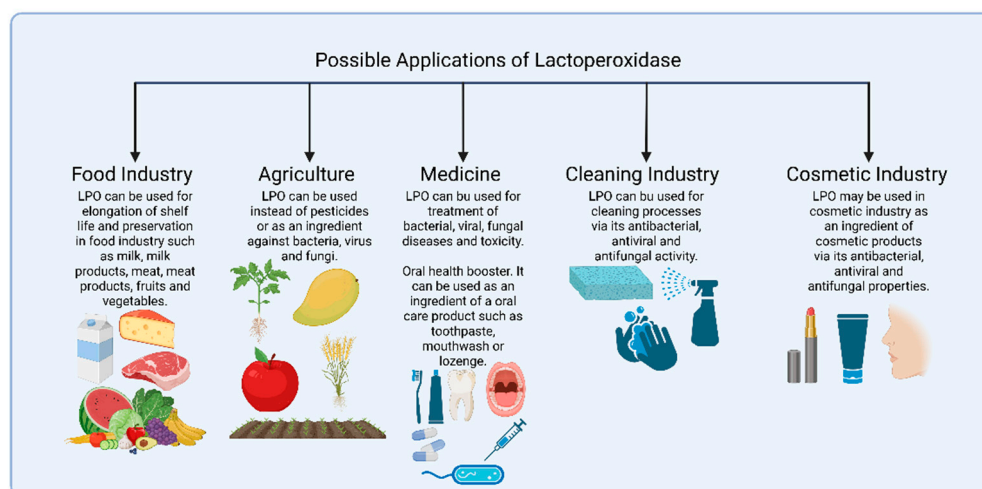 Possible Applications of Lactoperoxidase
Food Industry
LPO can be used for
elongation of shelf
life and preservation
in food industry such
as milk, milk
products, meat, meat
products, fruits and
vegetables.
Agriculture
LPO can be used
instead of pesticides
or as an ingredient
against bacteria, virus
and fungi.
Medicine
LPO can bu used for
treatment of
bacterial, viral, fungal
diseases and toxicity.
Oral health booster. It
can be used as an
ingredient of a oral
care product such as
toothpaste,
mouthwash or
lozenge.
Cleaning Industry
LPO can bu used for
cleaning processes
via its antibacterial,
antiviral and
antifungal activity.
Cosmetic Industry
LPO may be used in
cosmetic industry as
an ingredient of
cosmetic products
via its antibacterial,
antiviral and
antifungal properties.